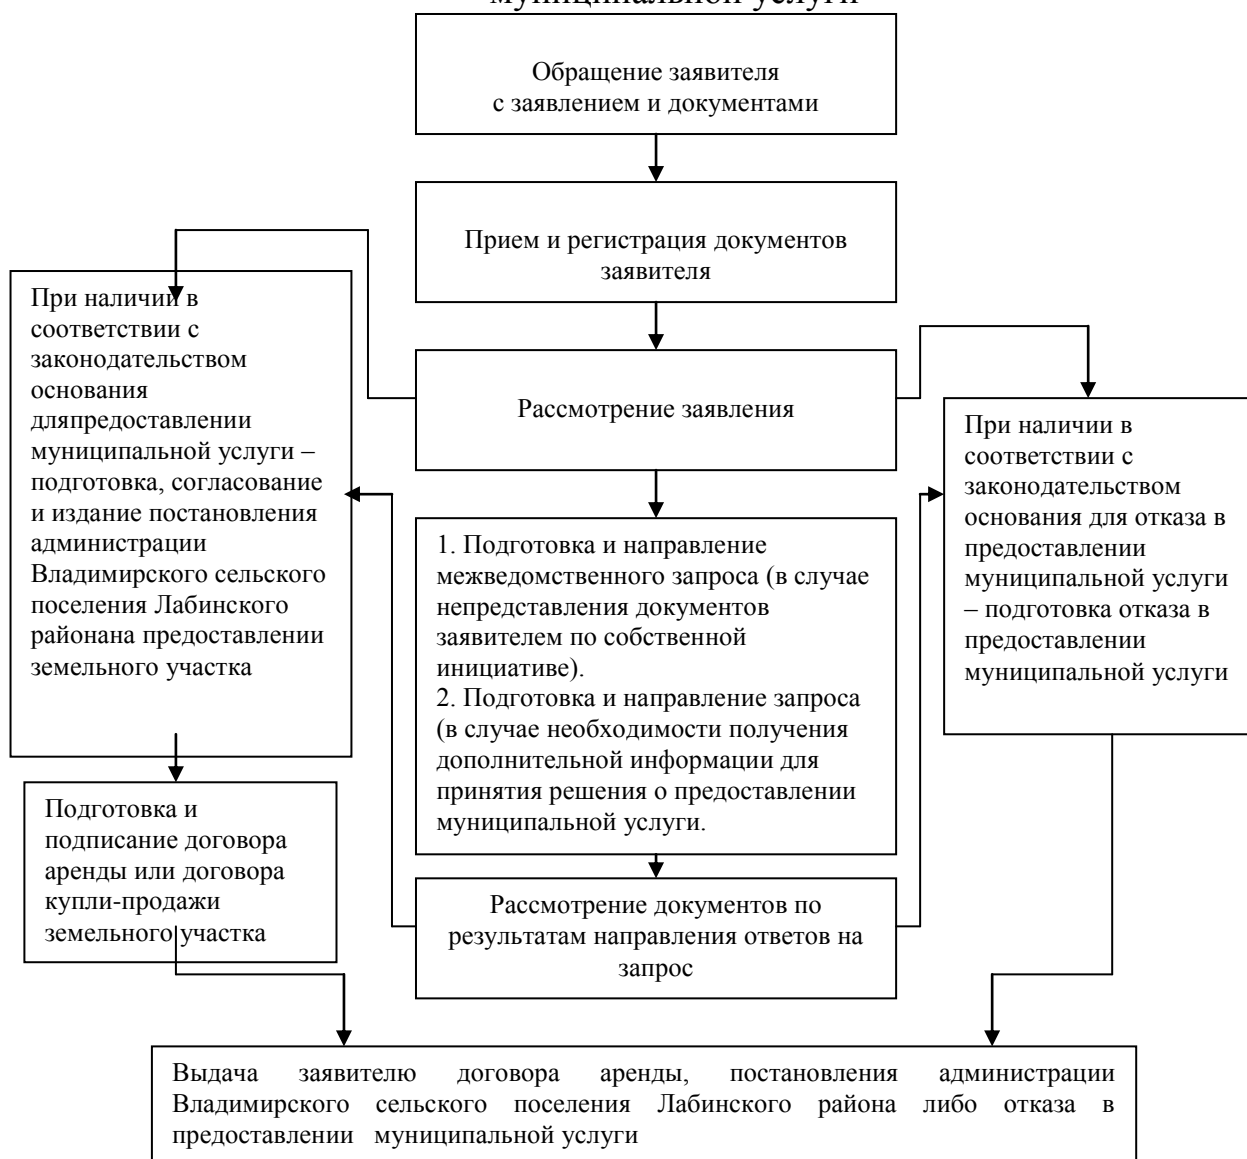 муниципальной услуги
Обращение заявителя
с заявлением и документами
Прием и регистрация документов
заявителя
При наличии в
соответствии с
законодательством
основания
дляпредоставлении
муниципальной услуги –
подготовка, согласование
и издание постановления
администрации
Владимирского сельского
поселения Лабинского
районана предоставлении
земельного участка
Рассмотрение заявления
При наличии в
соответствии с
законодательством
основания для отказа в
предоставлении
муниципальной услуги
– подготовка отказа в
предоставлении
муниципальной услуги
1. Подготовка и направление
межведомственного запроса (в случае
непредставления документов
заявителем по собственной
инициативе).
2. Подготовка и направление запроса
(в случае необходимости получения
дополнительной информации для
принятия решения о предоставлении
муниципальной услуги.
Подготовка и
подписание договора
аренды или договора
купли-продажи
земельного участка
Рассмотрение документов по
результатам направления ответов на
запрос
Выдача заявителю договора аренды, постановления администрации
Владимирского сельского поселения Лабинского района либо отказа в
предоставлении муниципальной услуги